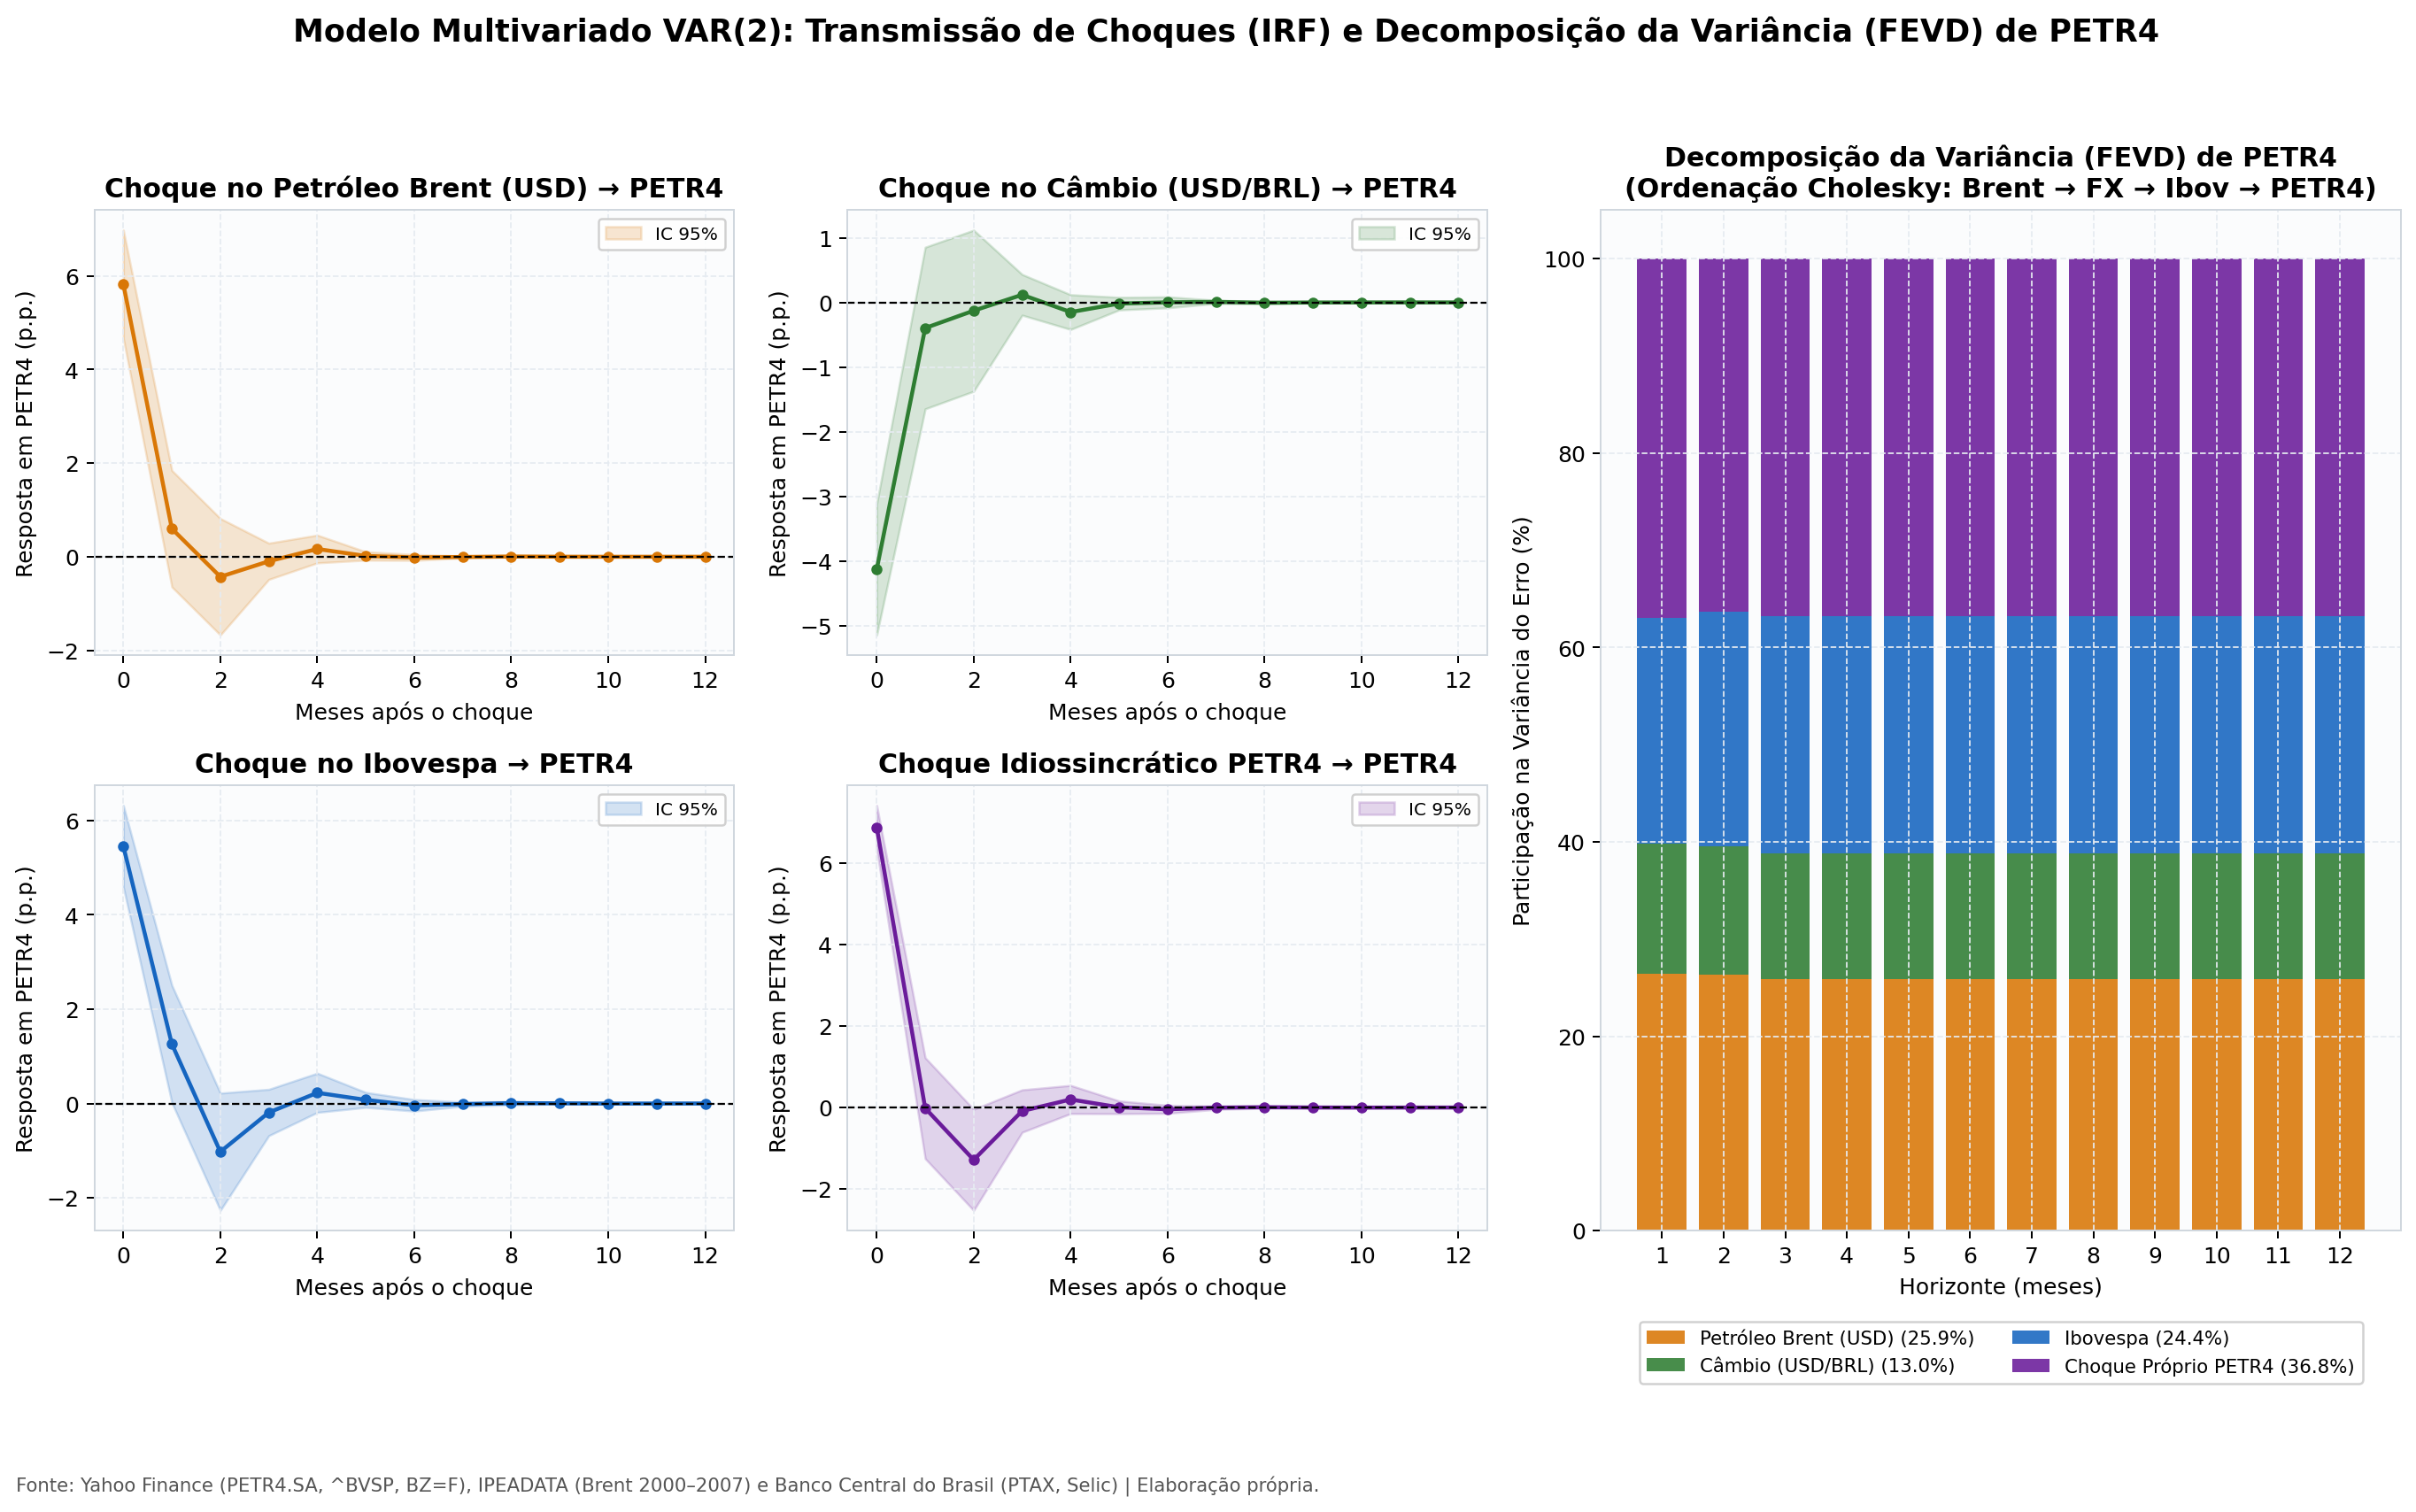 Modelo Multivariado VAR(2): Transmissão de Choques (IRF) e Decomposição da Variância (FEVD) de PETR4
Choque no Petróleo Brent (USD) → PETR4
IC 95%
Resposta em PETR4 (p.p.)
6
4
2
0
−2
0 2 4 6 8 10 12
Meses após o choque
Choque no Câmbio (USD/BRL) → PETR4
IC 95%
Resposta em PETR4 (p.p.)
1
0
−1
−2
−3
−4
−5
0 2 4 6 8 10 12
Meses após o choque
Choque no Ibovespa → PETR4
IC 95%
Resposta em PETR4 (p.p.)
6
4
2
0
−2
0 2 4 6 8 10 12
Meses após o choque
Choque Idiossincrático PETR4 → PETR4
IC 95%
Resposta em PETR4 (p.p.)
6
4
2
0
−2
0 2 4 6 8 10 12
Meses após o choque
Decomposição da Variância (FEVD) de PETR4
(Ordenação Cholesky: Brent → FX → Ibov → PETR4)
Participação na Variância do Erro (%)
100
80
60
40
20
0
1 2 3 4 5 6 7 8 9 10 11 12
Horizonte (meses)
Petróleo Brent (USD) (25.9%)
Câmbio (USD/BRL) (13.0%)
Ibovespa (24.4%)
Choque Próprio PETR4 (36.8%)
Fonte: Yahoo Finance (PETR4.SA, ^BVSP, BZ=F), IPEADATA (Brent 2000–2007) e Banco Central do Brasil (PTAX, Selic) | Elaboração própria.